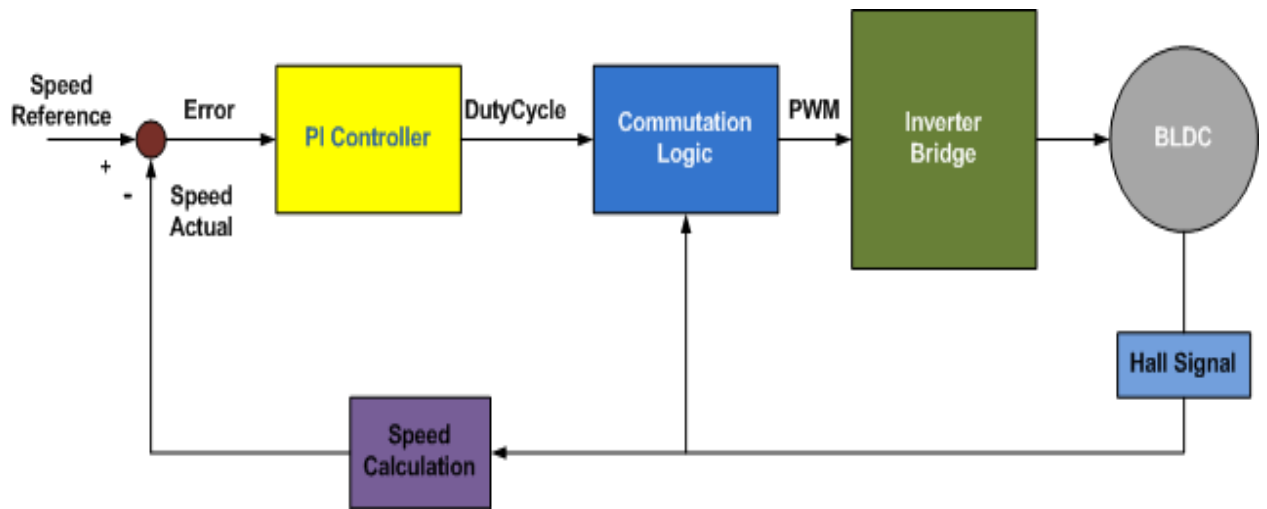 Speed
Reference
+
-
Error
Speed
Actual
PI Controller
DutyCycle
Commutation
Logic
PWM
Inverter
Bridge
BLDC
Hall Signal
Speed
Calculation